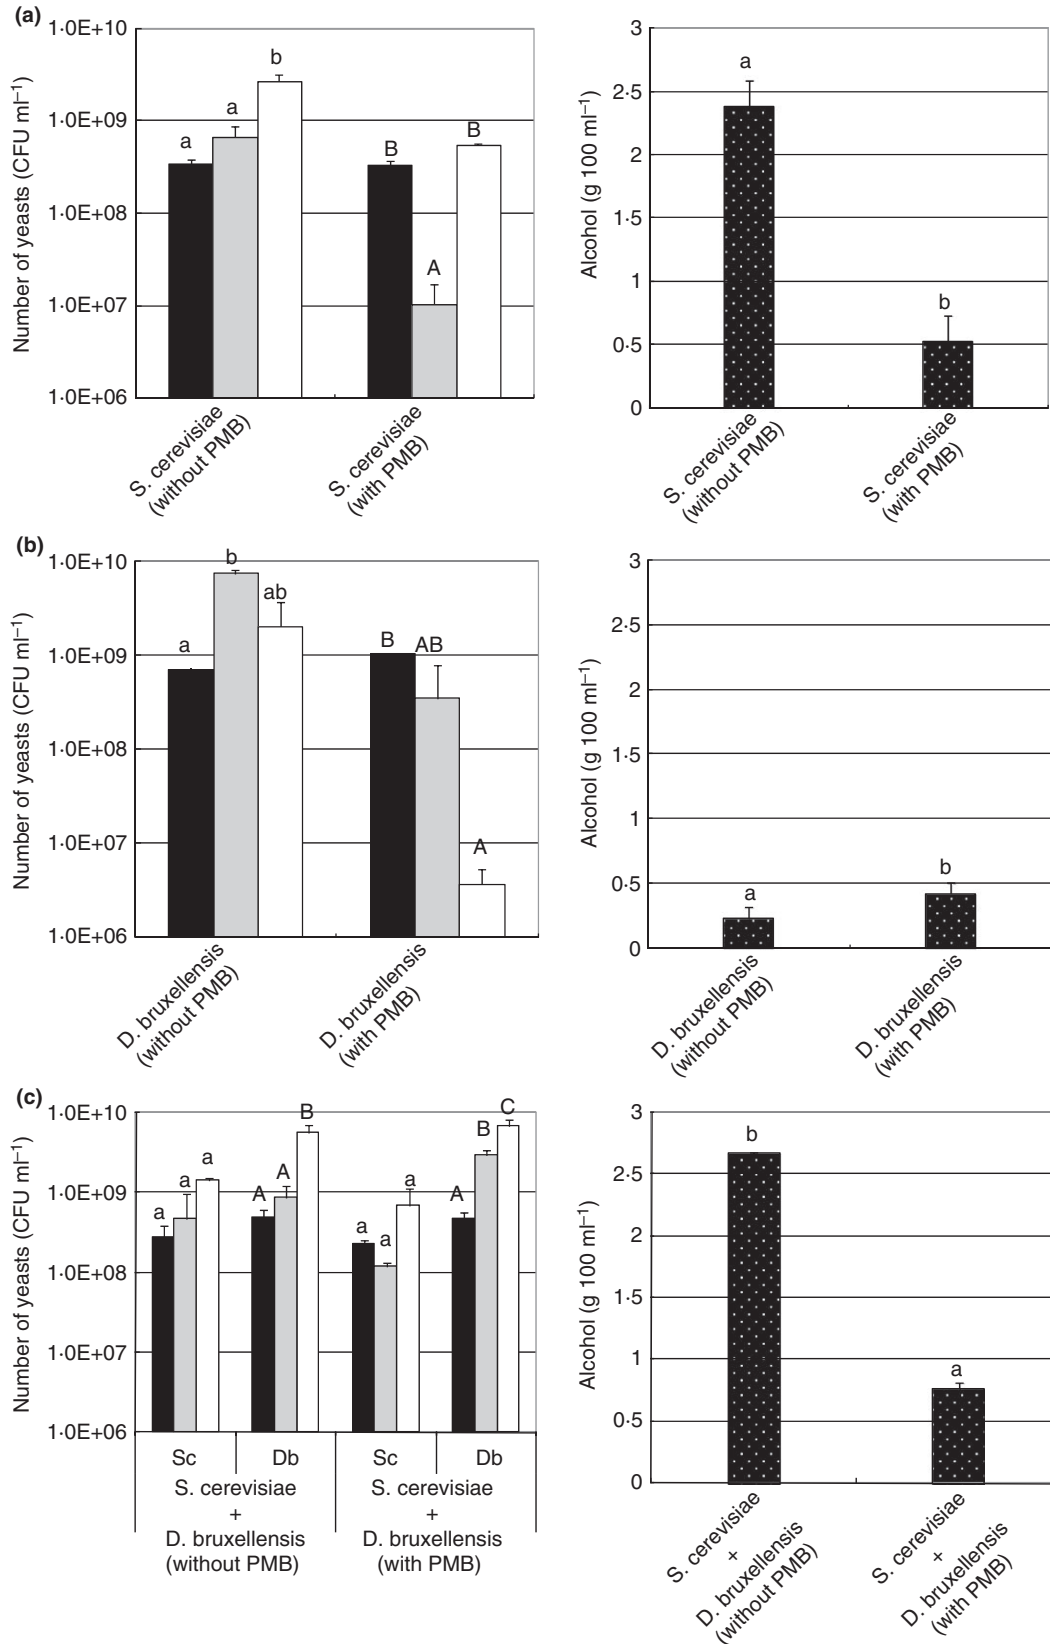 (a)
Number of yeasts (CFU ml⁻¹)
1·0E+10
1·0E+09
1·0E+08
1·0E+07
1·0E+06
a
a
b
B
A
B
S. cerevisiae
(without PMB)
S. cerevisiae
(with PMB)
Alcohol (g 100 ml⁻¹)
3
2·5
2
1·5
1
0·5
0
a
b
S. cerevisiae
(without PMB)
S. cerevisiae
(with PMB)
(b)
Number of yeasts (CFU ml⁻¹)
1·0E+10
1·0E+09
1·0E+08
1·0E+07
1·0E+06
a
b
ab
B
AB
A
D. bruxellensis
(without PMB)
D. bruxellensis
(with PMB)
Alcohol (g 100 ml⁻¹)
3
2·5
2
1·5
1
0·5
0
a
b
D. bruxellensis
(without PMB)
D. bruxellensis
(with PMB)
(c)
Number of yeasts (CFU ml⁻¹)
1·0E+10
1·0E+09
1·0E+08
1·0E+07
1·0E+06
a
a
a
A
A
B
a
a
a
A
B
C
Sc
Db
Sc
Db
S. cerevisiae
+
D. bruxellensis
(without PMB)
S. cerevisiae
+
D. bruxellensis
(with PMB)
Alcohol (g 100 ml⁻¹)
3
2·5
2
1·5
1
0·5
0
b
a
S. cerevisiae
+
D. bruxellensis
(without PMB)
S. cerevisiae
+
D. bruxellensis
(with PMB)